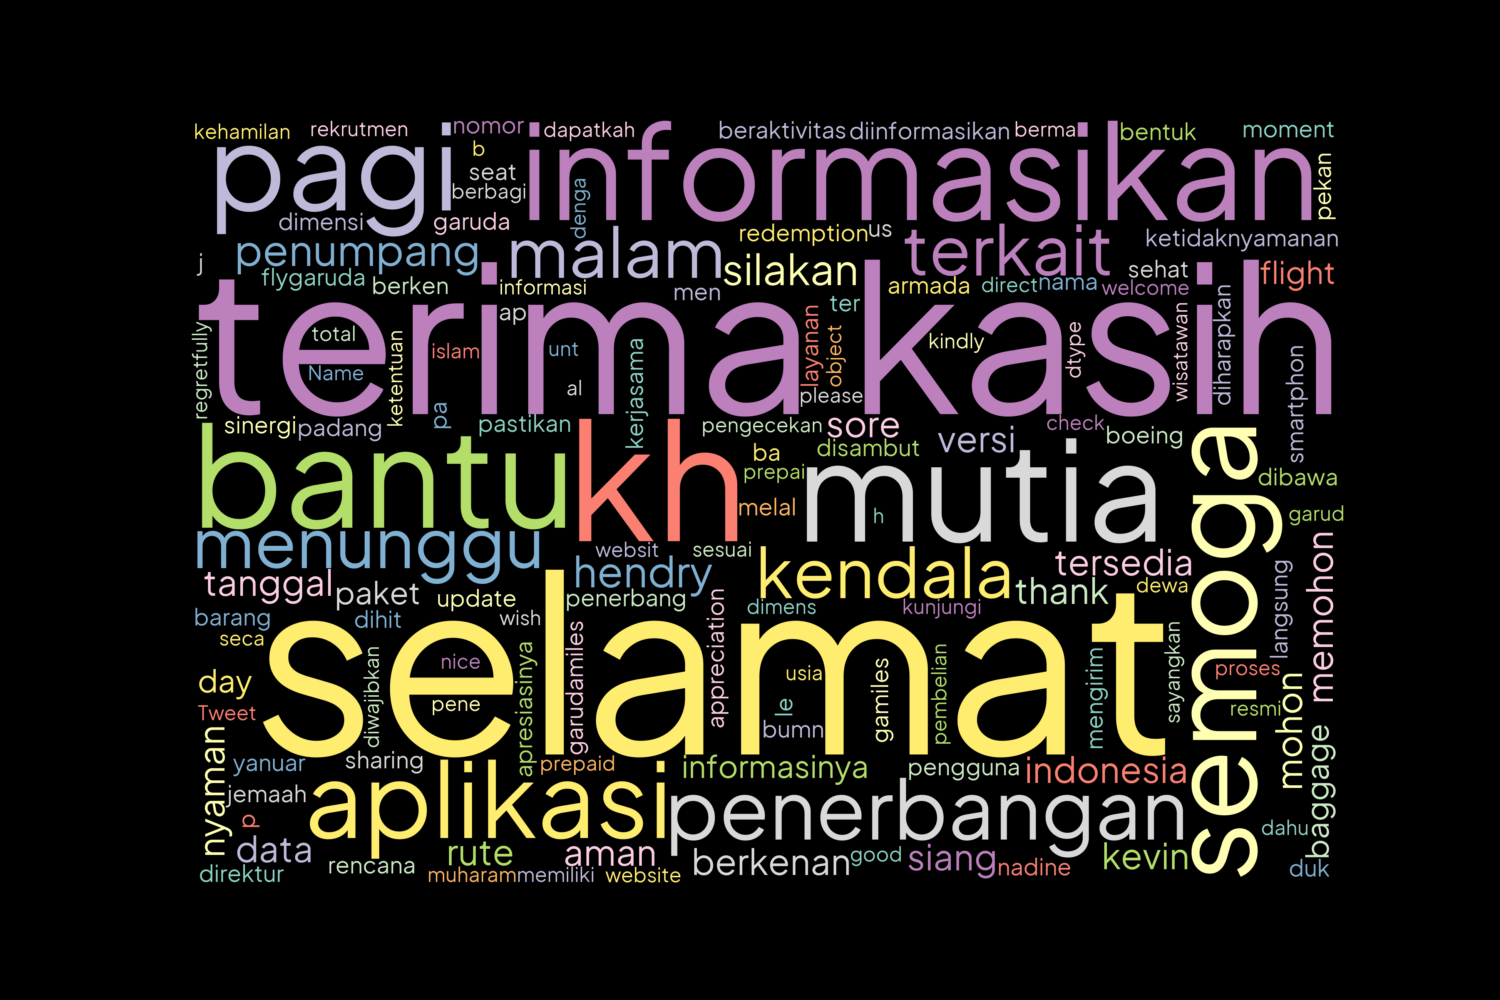 kehamilan rekrutmen nomor dapatkah beraktivitas diinformasikan berma bentuk moment
pagi b seat berbagi informasikan pekan
dimensi garuda denga
penumpang malam redemption us terkait ketidaknyamanan
j flygaruda berken informasi men silakan armada direct nama welcome sehat flight
terima kasih
ap ter
regretfully total Name ketentuan islam pa unt al kerjasama layanan object please kindly dtype wisatawan diharapkan smartphon
sinergi padang pastikan pengecekan sore disambut versi check boeing
bantu kh ba prepai melal mutia h dibawa garud
menunggu websit sesuai semoga
tanggal paket hendry kendala tersedia
update penerbang dimens kunjungi thank dewa langsung memohon
barang seca dihit wish
selamat
day Tweet diwajibkan nice pene apresiasinya garudamiles appreciation usia le bumn gamiles pembelian mengirim sayangkan proses resmi mohon
nyaman yanuar sharing prepaid informasinya pengguna indonesia baggage
jemaah p aplikasi penerbangan
data rute aman berkenan good siang nadine kevin dahu
direktur rencana muharam memiliki website duk